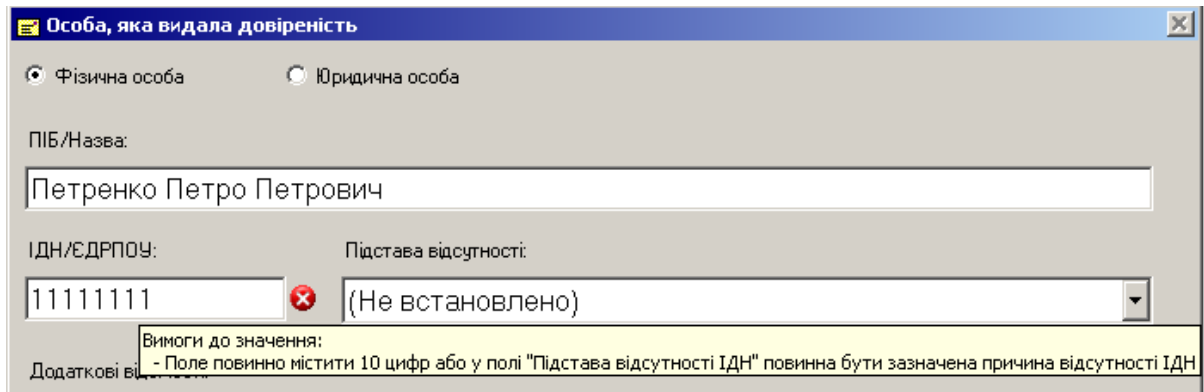 Особа, яка видала довіреність
Фізична особа Юридична особа
ПІБ/Назва:
Петренко Петро Петрович
ІДН/ЄДРПОУ: Підстава відсутності:
11111111 (Не встановлено)
Вимоги до значення:
- Поле повинно містити 10 цифр або у полі "Підстава відсутності ІДН" повинна бути зазначена причина відсутності ІДН
Додаткові